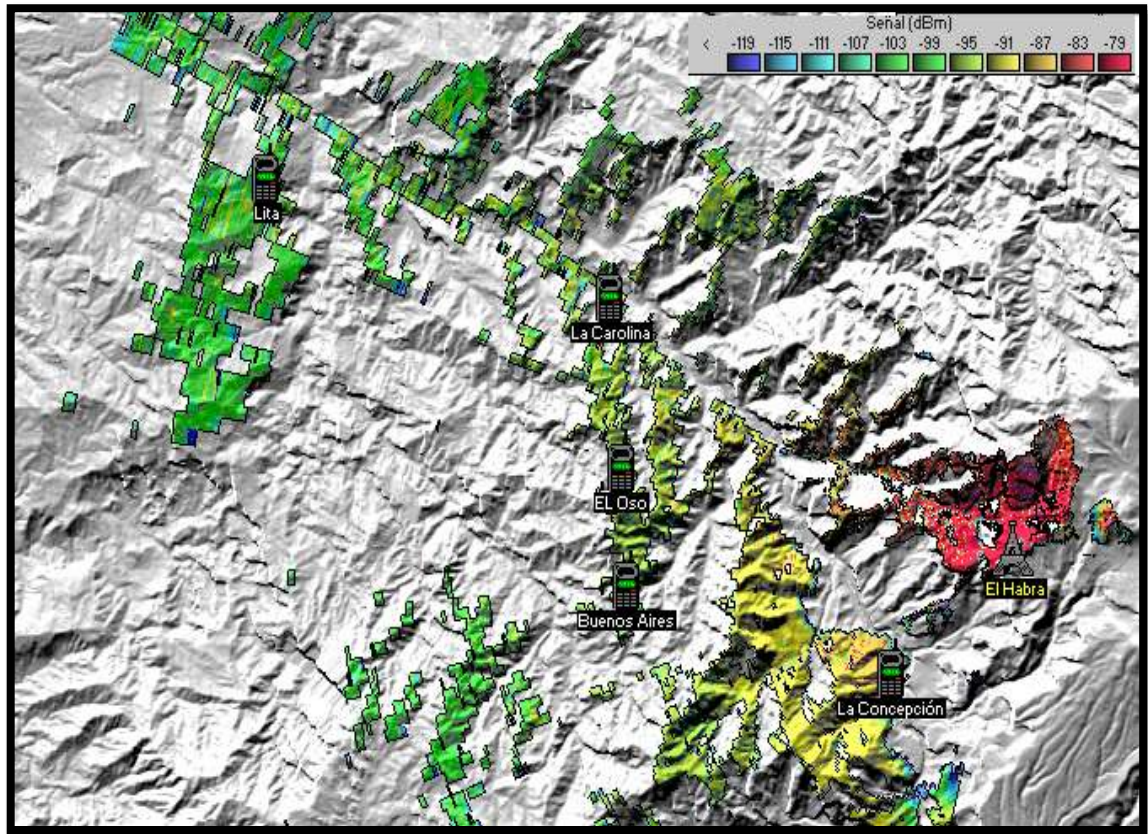 Señal (dBm)
< -119 -115 -111 -107 -103 -99 -95 -91 -87 -83 -79
Lita
La Carolina
EL Oso
El Habra
Buenos Aires
La Concepción